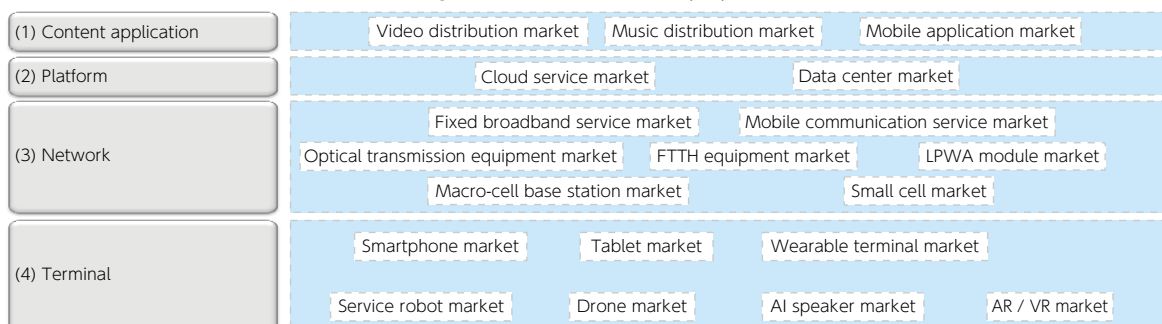 (1) Content application
Video distribution market Music distribution market Mobile application market
(2) Platform
Cloud service market Data center market
(3) Network
Fixed broadband service market Mobile communication service market
Optical transmission equipment market FTTH equipment market LPWA module market
Macro-cell base station market Small cell market
(4) Terminal
Smartphone market Tablet market Wearable terminal market
Service robot market Drone market AI speaker market AR / VR market